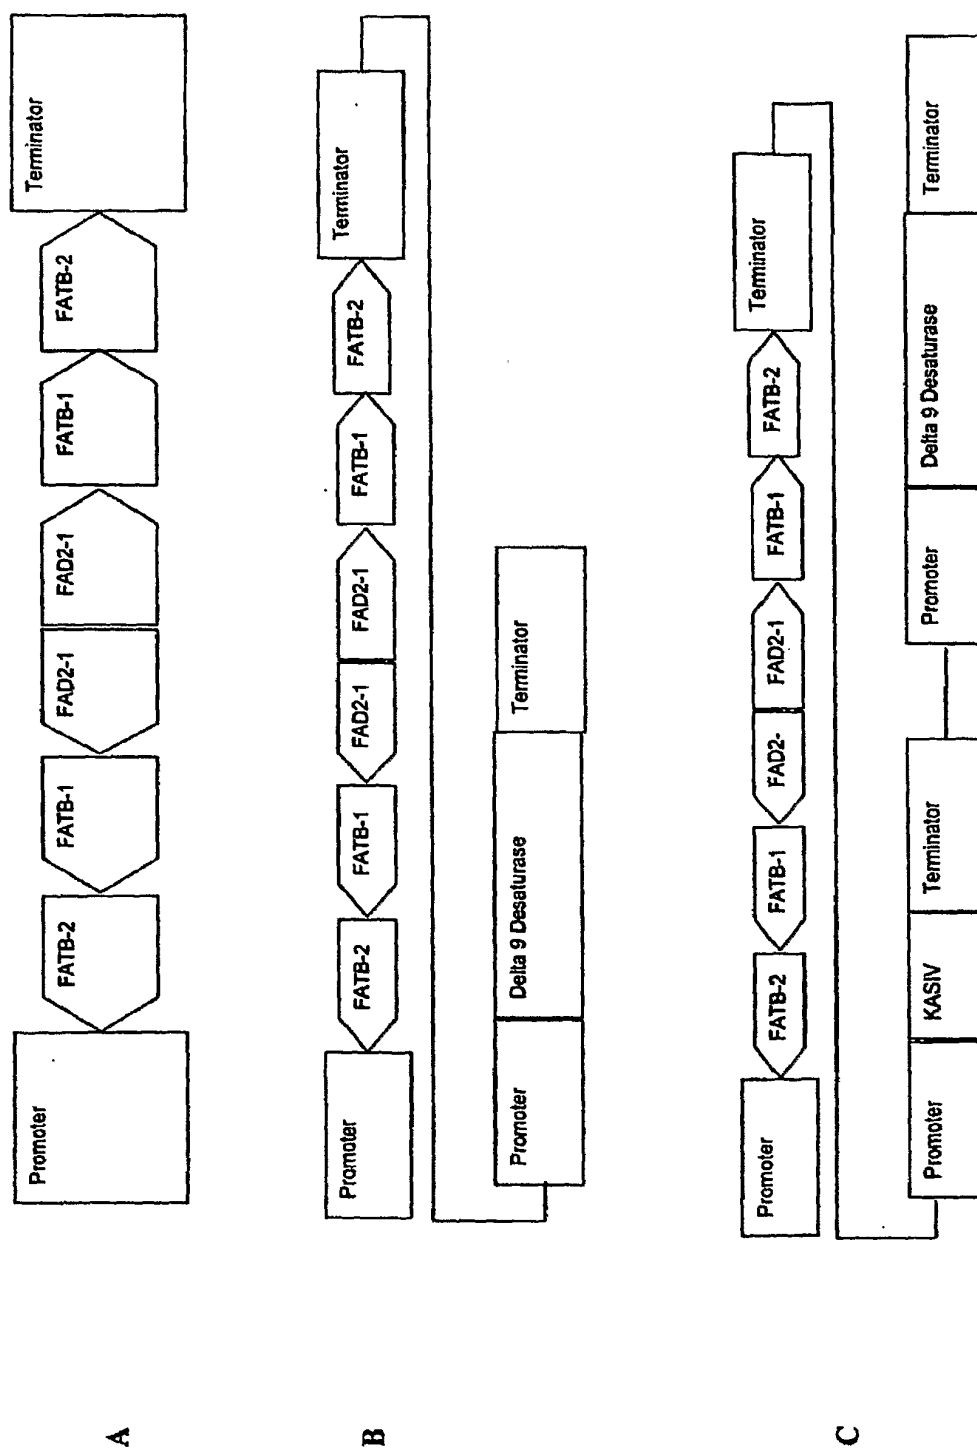 A
Promoter
FATB-2
FATB-1
FAD2-1
FAD2-1
FATB-1
FATB-2
Terminator
B
Promoter
FATB-2
FATB-1
FAD2-1
FAD2-1
FATB-1
FATB-2
Terminator
Promoter
Delta 9 Desaturase
Terminator
C
Promoter
FATB-2
FATB-1
FAD2-
FAD2-1
FATB-1
FATB-2
Terminator
Promoter
KASIV
Terminator
Promoter
Delta 9 Desaturase
Terminator